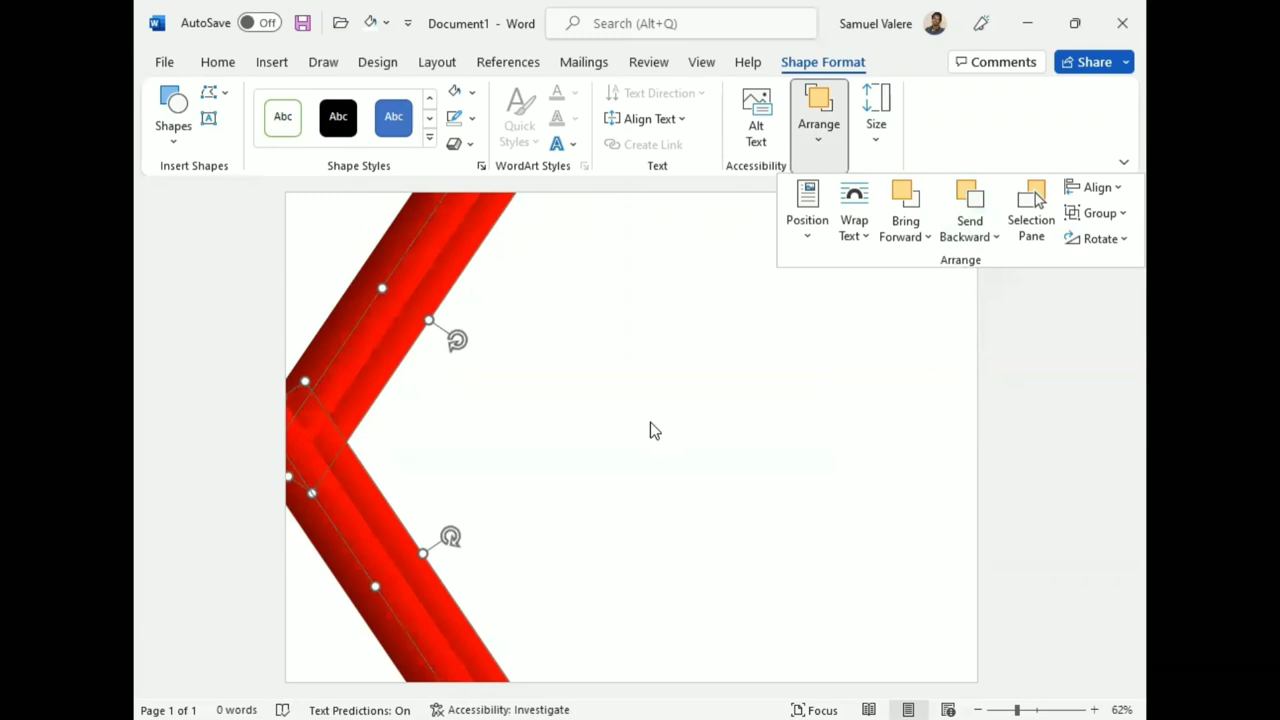 AutoSave Off Document1 - Word Search (Alt+Q) Samuel Valere
File Home Insert Draw Design Layout References Mailings Review View Help Shape Format Comments Share
Shapes
Insert Shapes
Abc Abc Abc
Shape Styles
Quick
Styles
WordArt Styles
Text Direction
Align Text
Create Link
Text
Alt
Text
Accessibility
Arrange
Size
Position
Wrap
Text
Bring
Forward
Send
Backward
Selection
Pane
Align
Group
Rotate
Arrange
Page 1 of 1 0 words Text Predictions: On Accessibility: Investigate Focus 62%